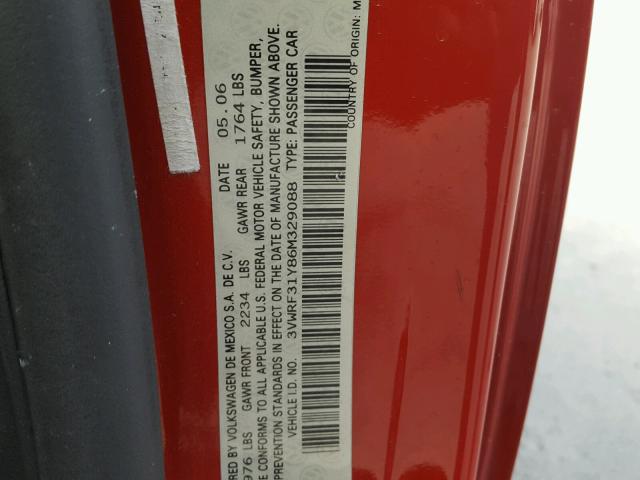 RED BY VOLKSWAGEN DE MEXICO S.A. DE C.V. DATE 05.06
976 LBS GAWR FRONT 2234 LBS GAWR REAR 1764 LBS
E CONFORMS TO ALL APPLICABLE U.S. FEDERAL MOTOR VEHICLE SAFETY, BUMPER,
PREVENTION STANDARDS IN EFFECT ON THE DATE OF MANUFACTURE SHOWN ABOVE.
VEHICLE I.D. NO. 3VWRF31Y86M329088 TYPE: PASSENGER CAR
COUNTRY OF ORIGIN: M